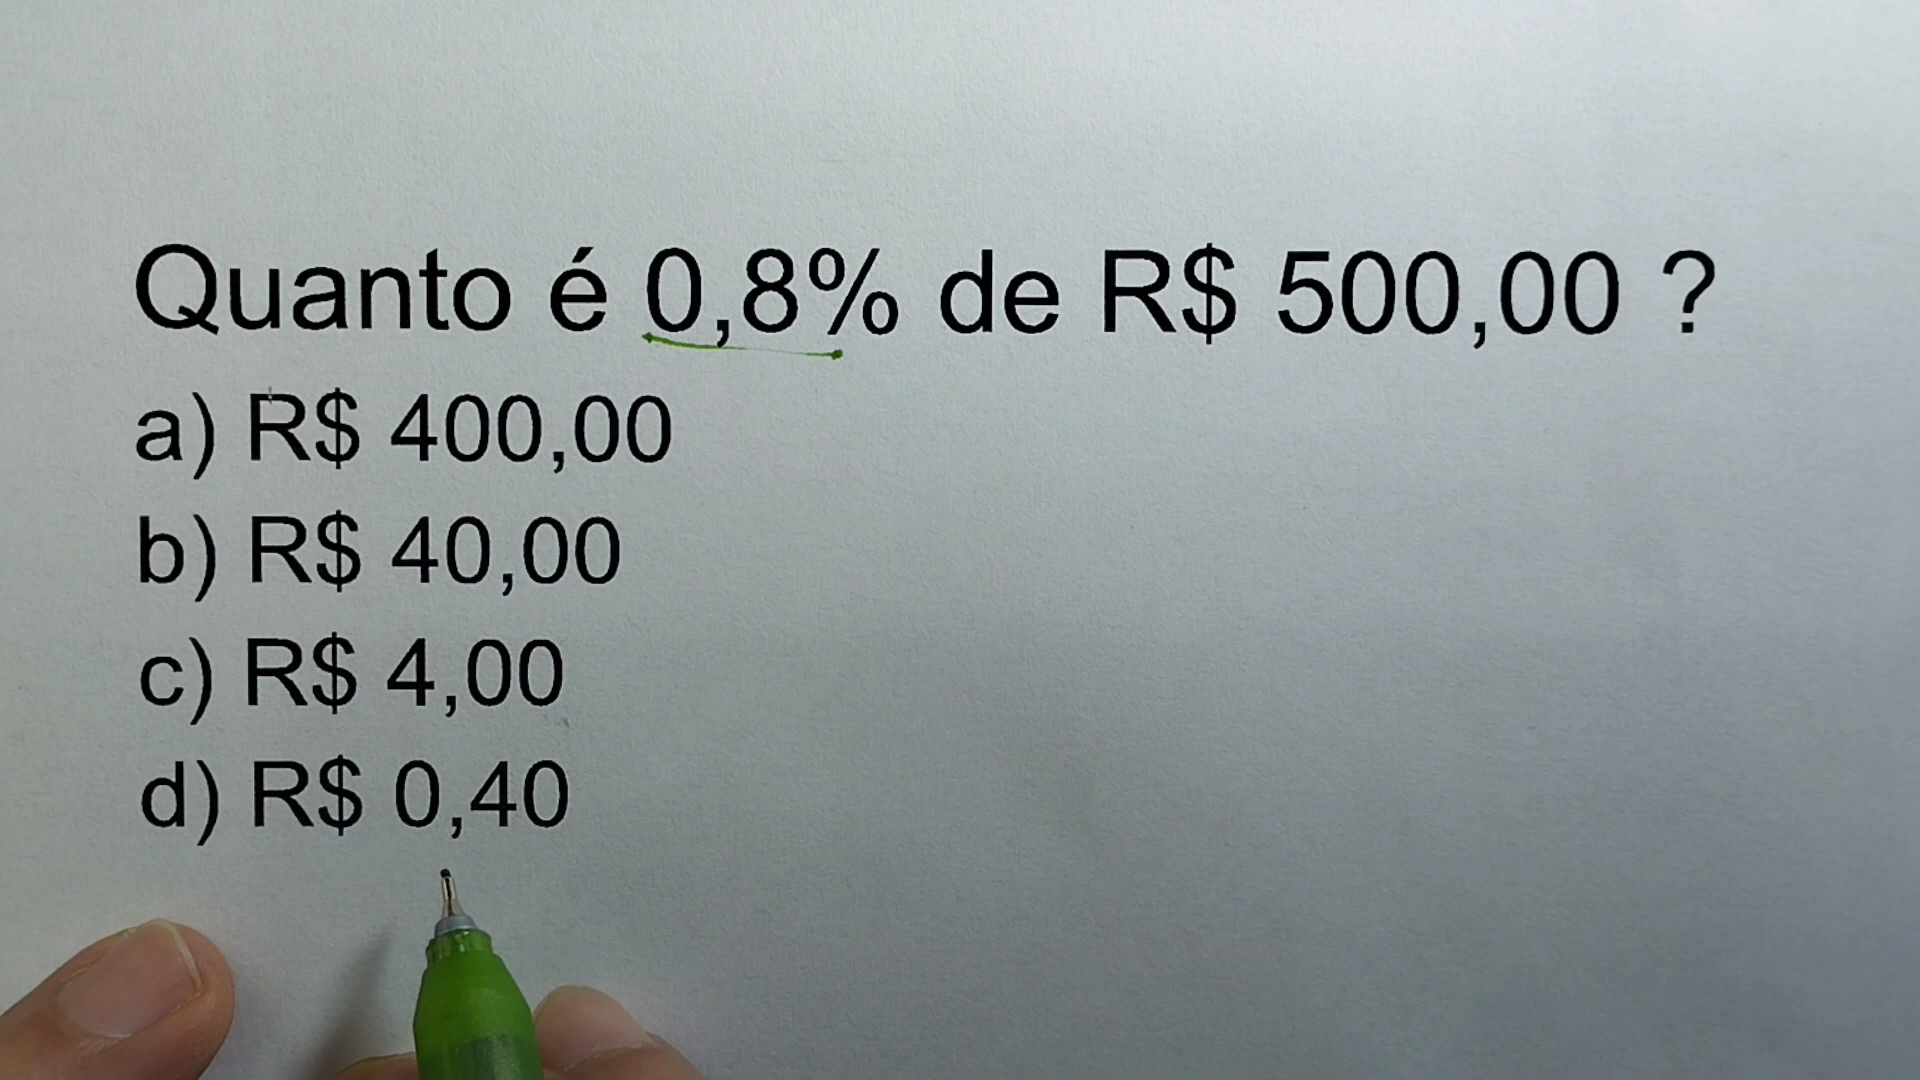 Quanto é 0,8% de R$ 500,00 ?
a) R$ 400,00
b) R$ 40,00
c) R$ 4,00
d) R$ 0,40